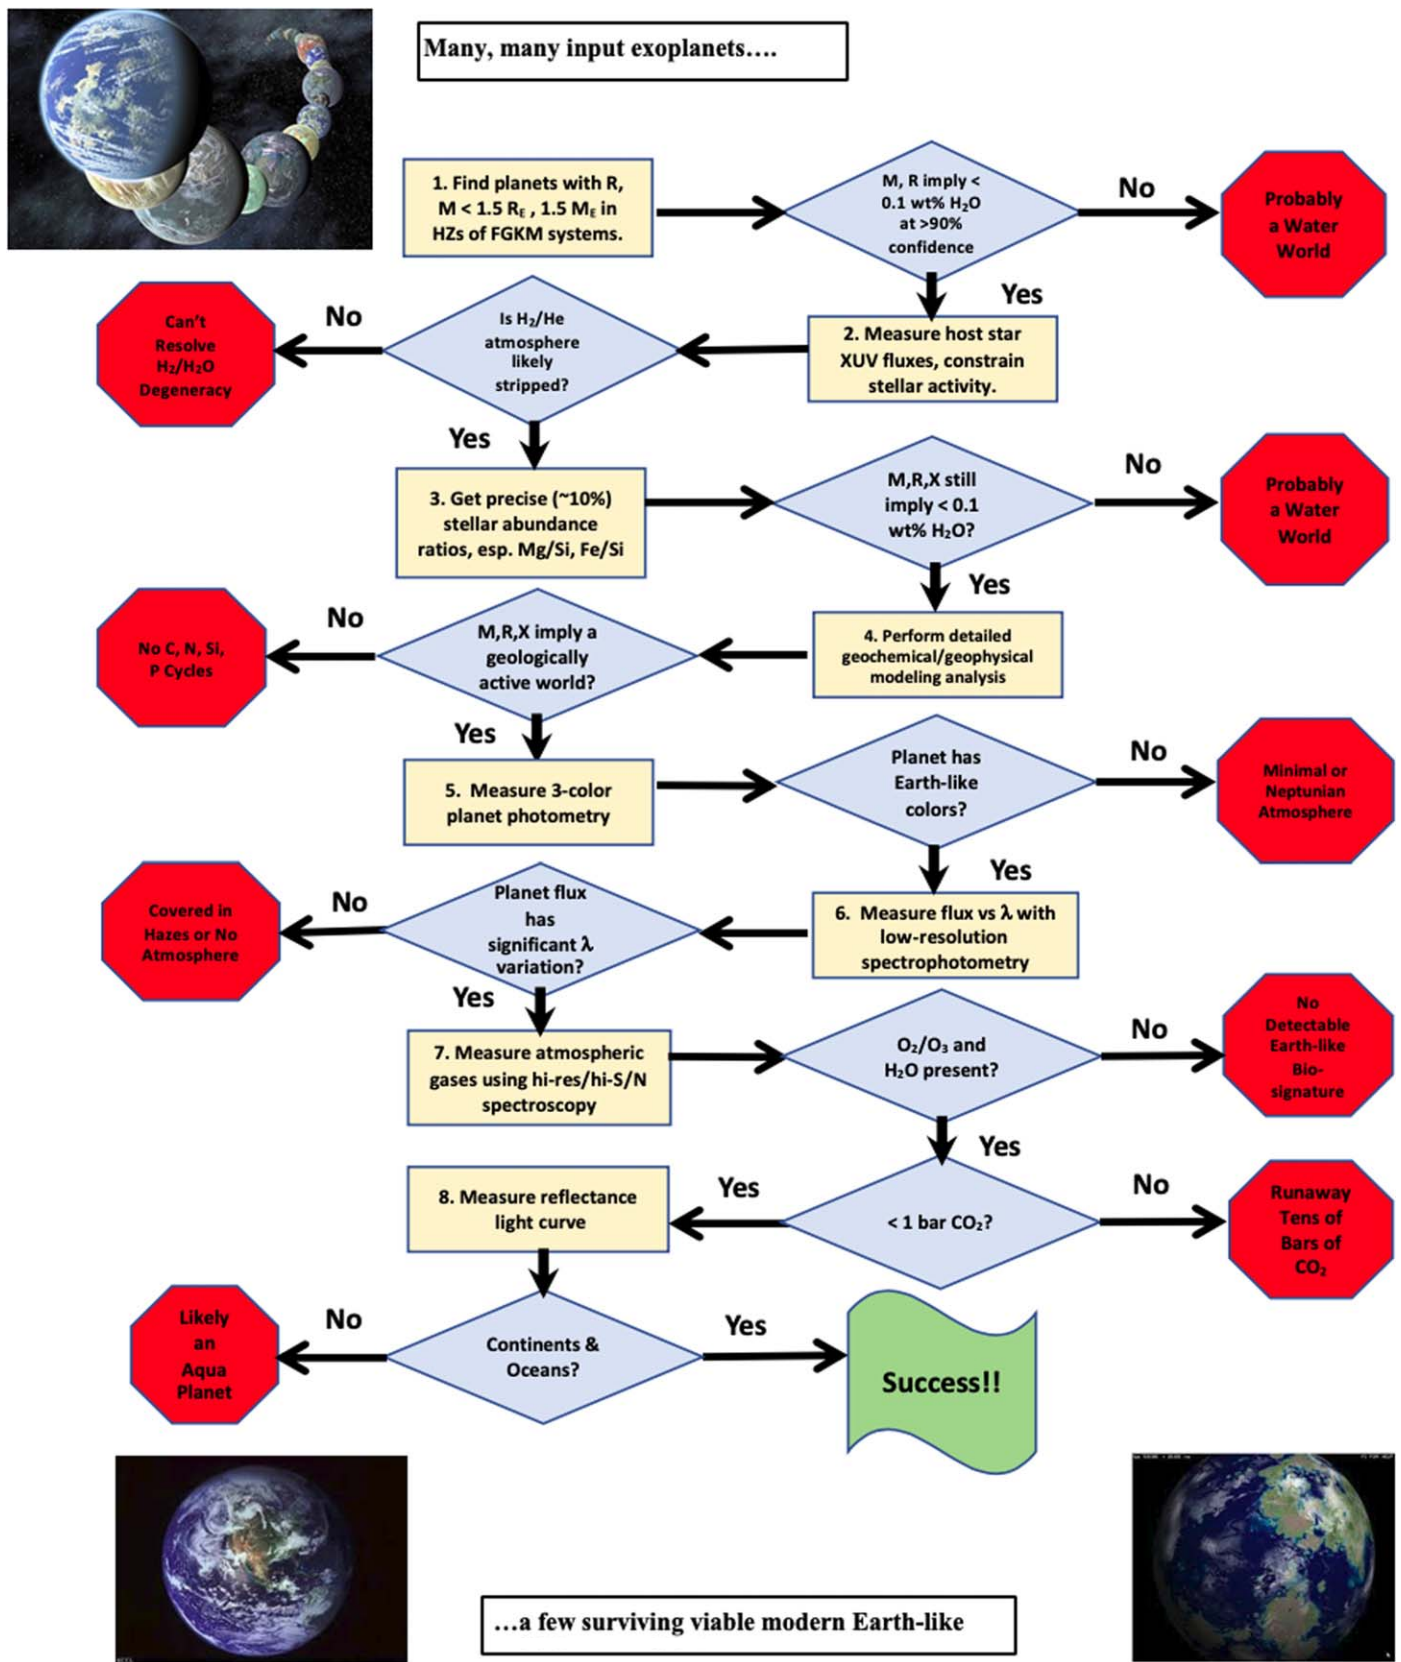 Many, many input exoplanets....
1. Find planets with R,
M < 1.5 R_E , 1.5 M_E in
HZs of FGKM systems.
M, R imply <
0.1 wt% H₂O
at >90%
confidence
No
Probably
a Water
World
Yes
2. Measure host star
XUV fluxes, constrain
stellar activity.
Is H₂/He
atmosphere
likely
stripped?
No
Can't
Resolve
H₂/H₂O
Degeneracy
Yes
3. Get precise (~10%)
stellar abundance
ratios, esp. Mg/Si, Fe/Si
M,R,X still
imply < 0.1
wt% H₂O?
No
Probably
a Water
World
Yes
4. Perform detailed
geochemical/geophysical
modeling analysis
M,R,X imply a
geologically
active world?
No
No C, N, Si,
P Cycles
Yes
5. Measure 3-color
planet photometry
Planet has
Earth-like
colors?
No
Minimal or
Neptunian
Atmosphere
Yes
6. Measure flux vs λ with
low-resolution
spectrophotometry
Planet flux
has
significant λ
variation?
No
Covered in
Hazes or No
Atmosphere
Yes
7. Measure atmospheric
gases using hi-res/hi-S/N
spectroscopy
O₂/O₃ and
H₂O present?
No
No
Detectable
Earth-like
Bio-
signature
Yes
< 1 bar CO₂?
No
Runaway
Tens of
Bars of
CO₂
Yes
8. Measure reflectance
light curve
Continents &
Oceans?
No
Likely
an
Aqua
Planet
Yes
Success!!
...a few surviving viable modern Earth-like